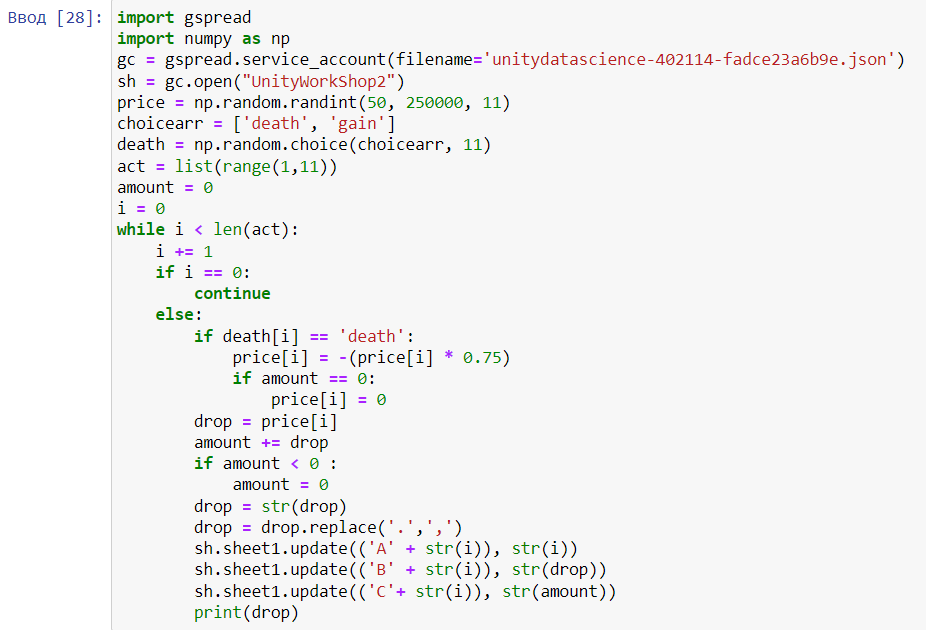 Ввод [28]: import gspread
import numpy as np
gc = gspread.service_account(filename='unitydatascience-402114-fadce23a6b9e.json')
sh = gc.open("UnityWorkShop2")
price = np.random.randint(50, 250000, 11)
choicearr = ['death', 'gain']
death = np.random.choice(choicearr, 11)
act = list(range(1,11))
amount = 0
i = 0
while i < len(act):
    i += 1
    if i == 0:
        continue
    else:
        if death[i] == 'death':
            price[i] = -(price[i] * 0.75)
            if amount == 0:
                price[i] = 0
        drop = price[i]
        amount += drop
        if amount < 0 :
            amount = 0
        drop = str(drop)
        drop = drop.replace('.',',')
        sh.sheet1.update(('A' + str(i)), str(i))
        sh.sheet1.update(('B' + str(i)), str(drop))
        sh.sheet1.update(('C'+ str(i)), str(amount))
        print(drop)